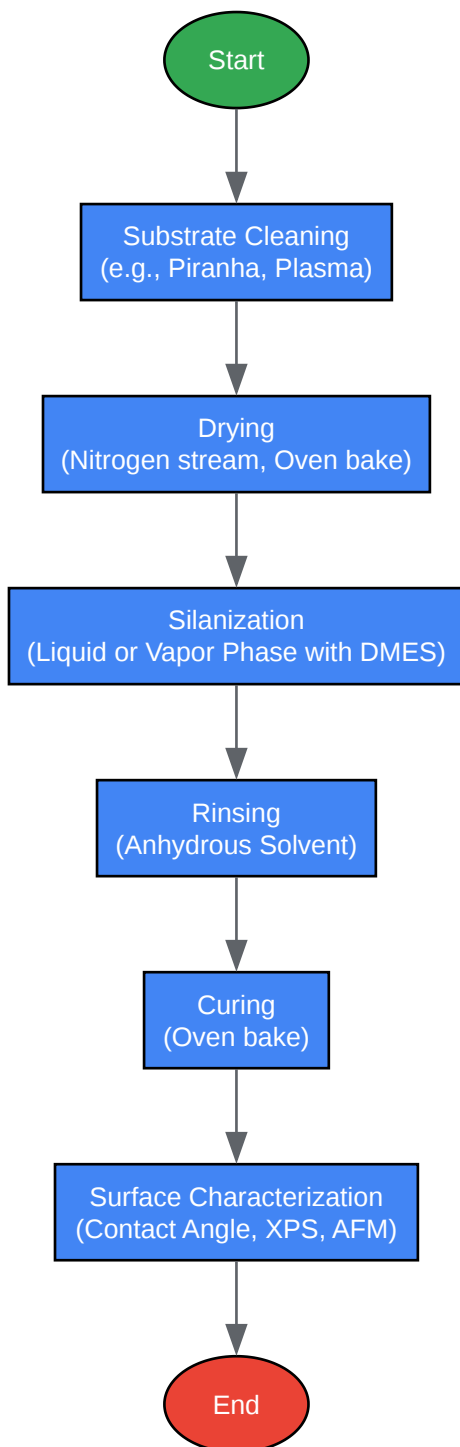 Start
Substrate Cleaning
(e.g., Piranha, Plasma)
Drying
(Nitrogen stream, Oven bake)
Silanization
(Liquid or Vapor Phase with DMES)
Rinsing
(Anhydrous Solvent)
Curing
(Oven bake)
Surface Characterization
(Contact Angle, XPS, AFM)
End